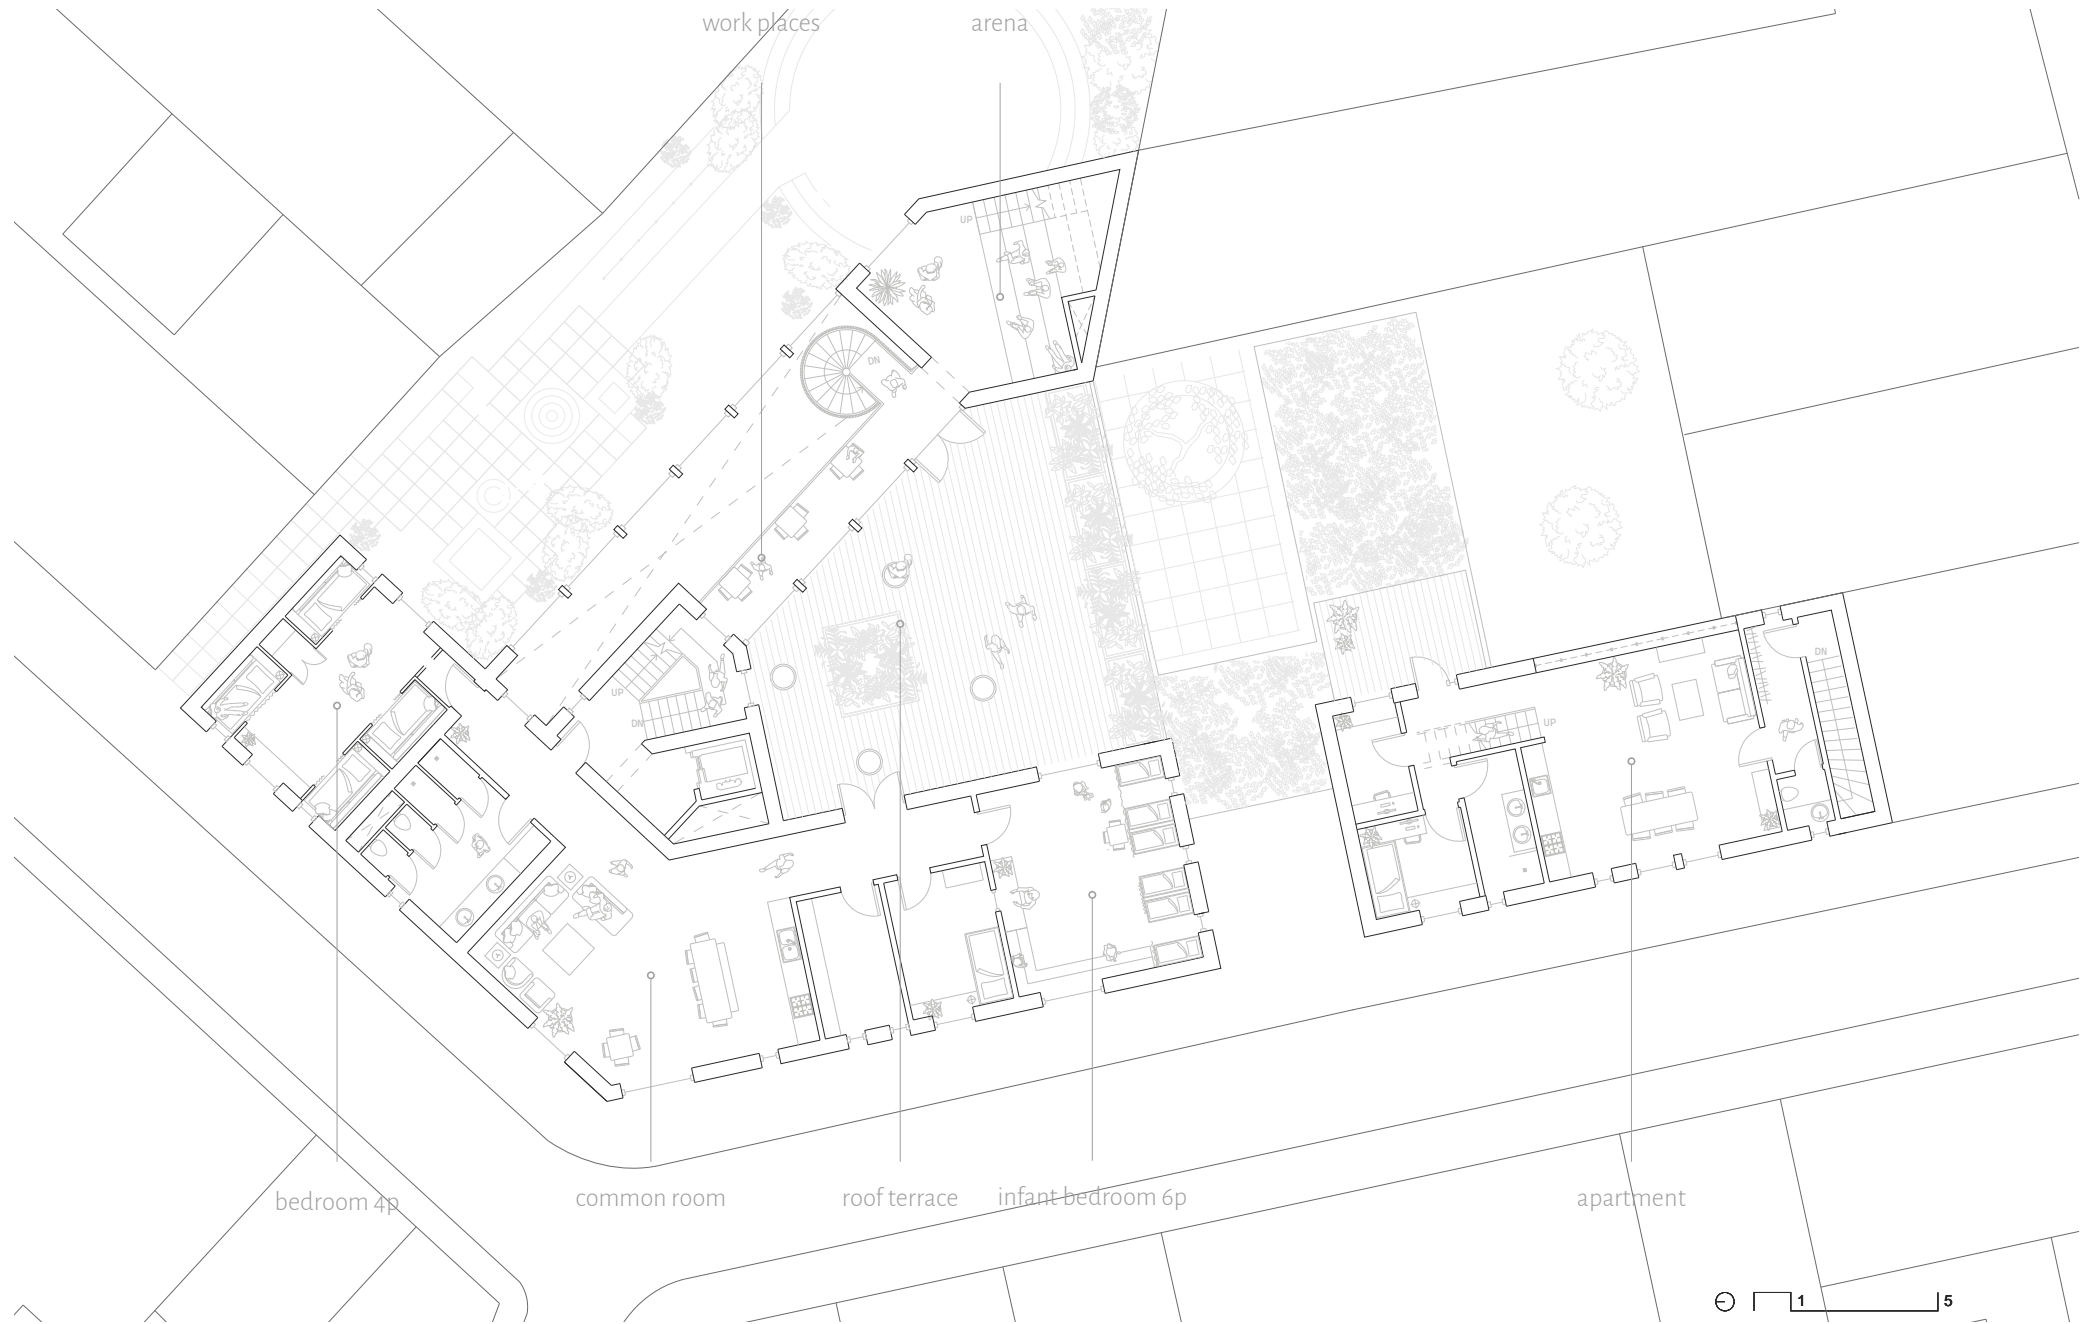 work places
arena
UP
DN
UP
DN
DN
UP
bedroom 4p
common room
roof terrace
infant bedroom 6p
apartment
1
5